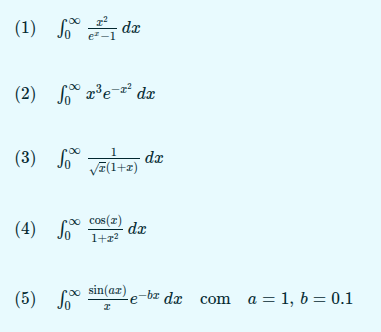 (1) ∫₀^∞ x²/(eˣ−1) dx
(2) ∫₀^∞ x³e^(−x²) dx
(3) ∫₀^∞ 1/(√x(1+x)) dx
(4) ∫₀^∞ cos(x)/(1+x²) dx
(5) ∫₀^∞ sin(ax)/x e^(−bx) dx com a = 1, b = 0.1